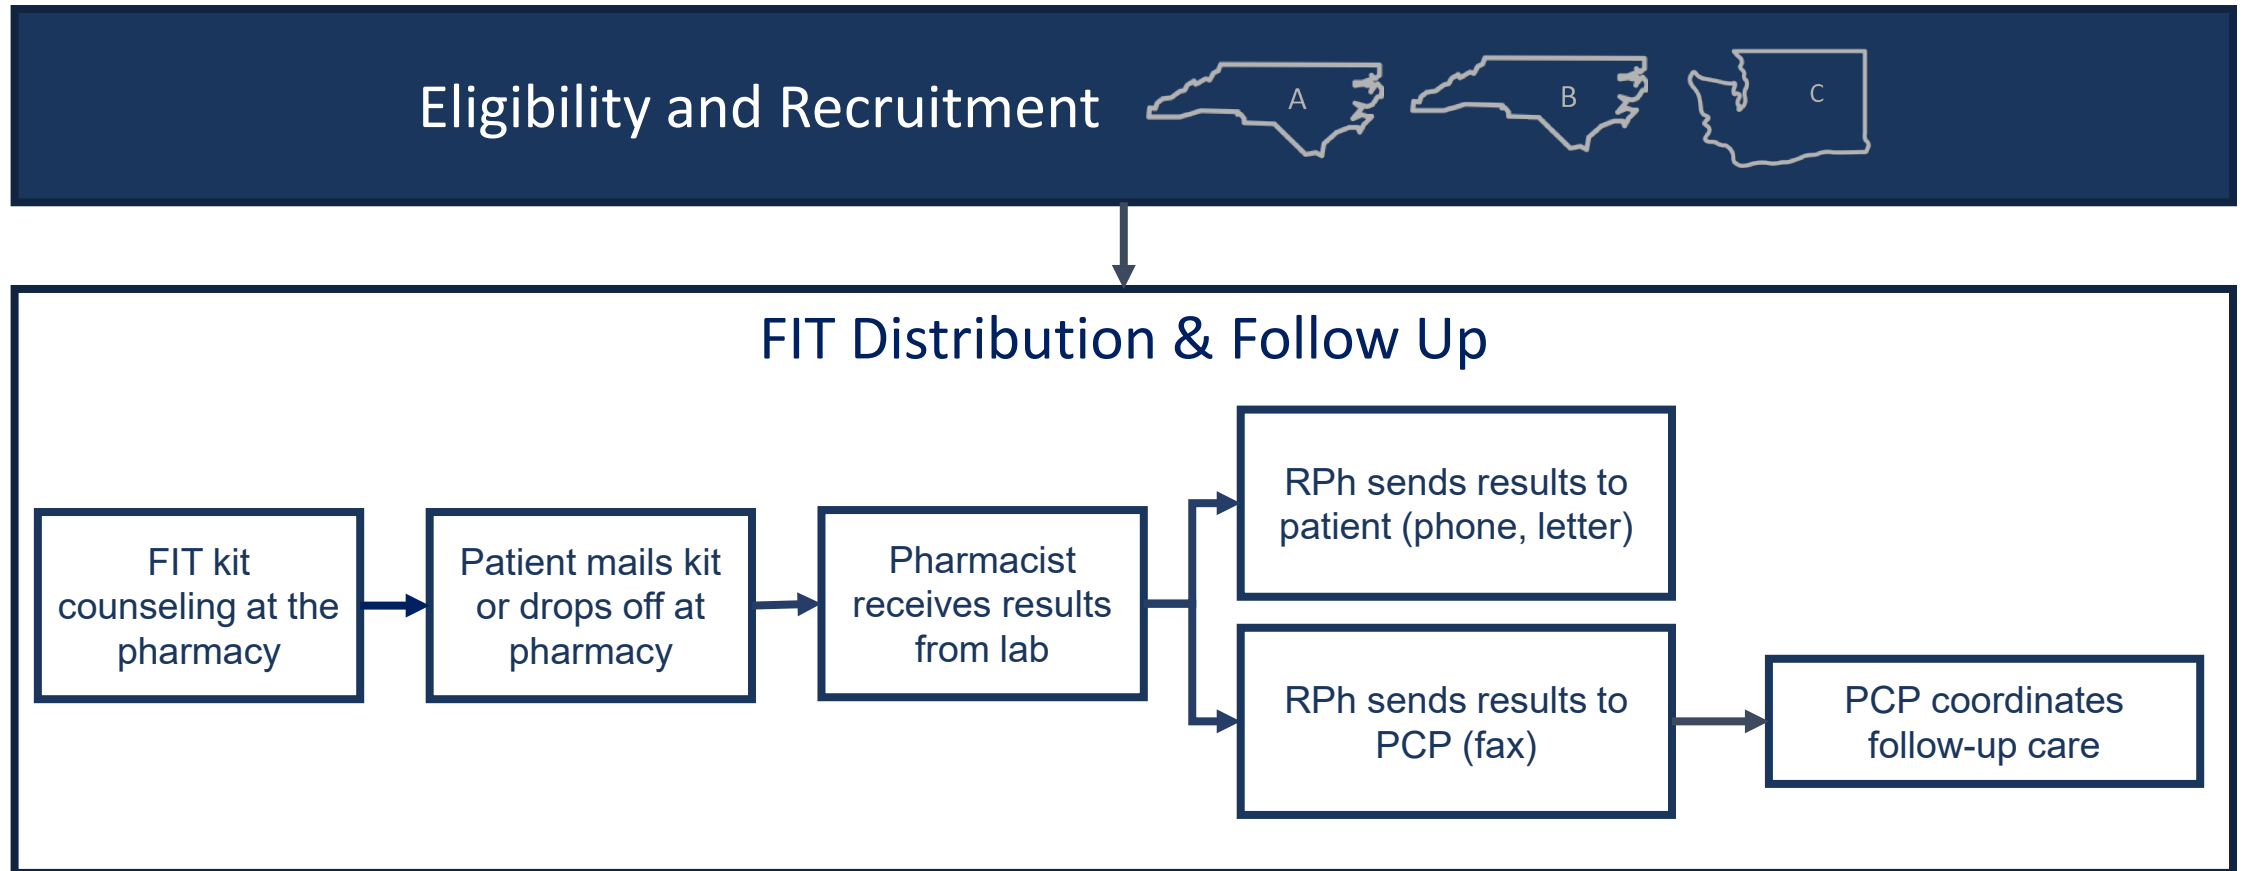 Eligibility and Recruitment
A
B
C
FIT Distribution & Follow Up
FIT kit
counseling at the
pharmacy
Patient mails kit
or drops off at
pharmacy
Pharmacist
receives results
from lab
RPh sends results to
patient (phone, letter)
RPh sends results to
PCP (fax)
PCP coordinates
follow-up care